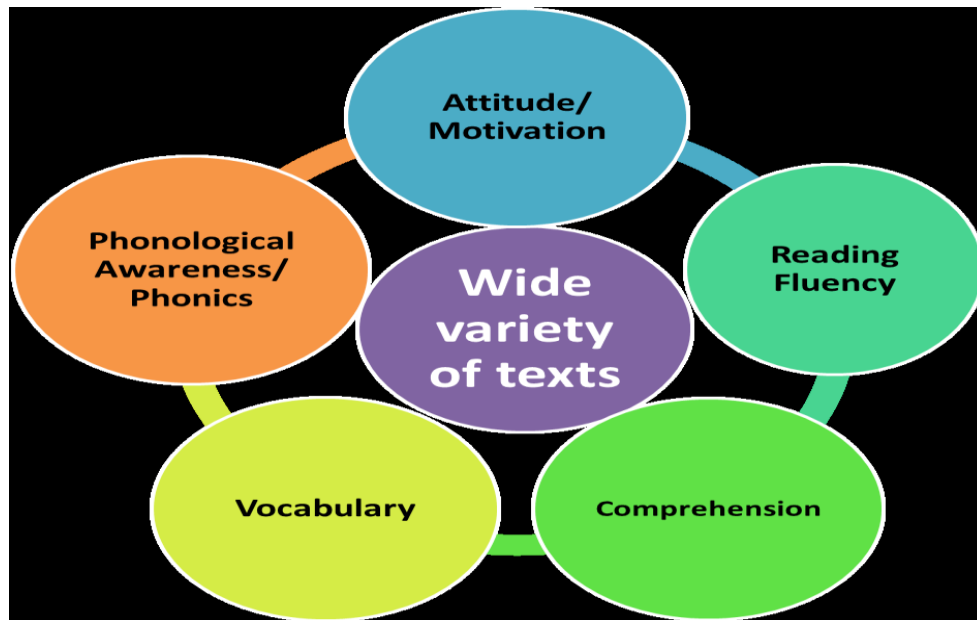 Attitude/
Motivation
Phonological
Awareness/
Phonics
Reading
Fluency
Wide
variety
of texts
Vocabulary
Comprehension